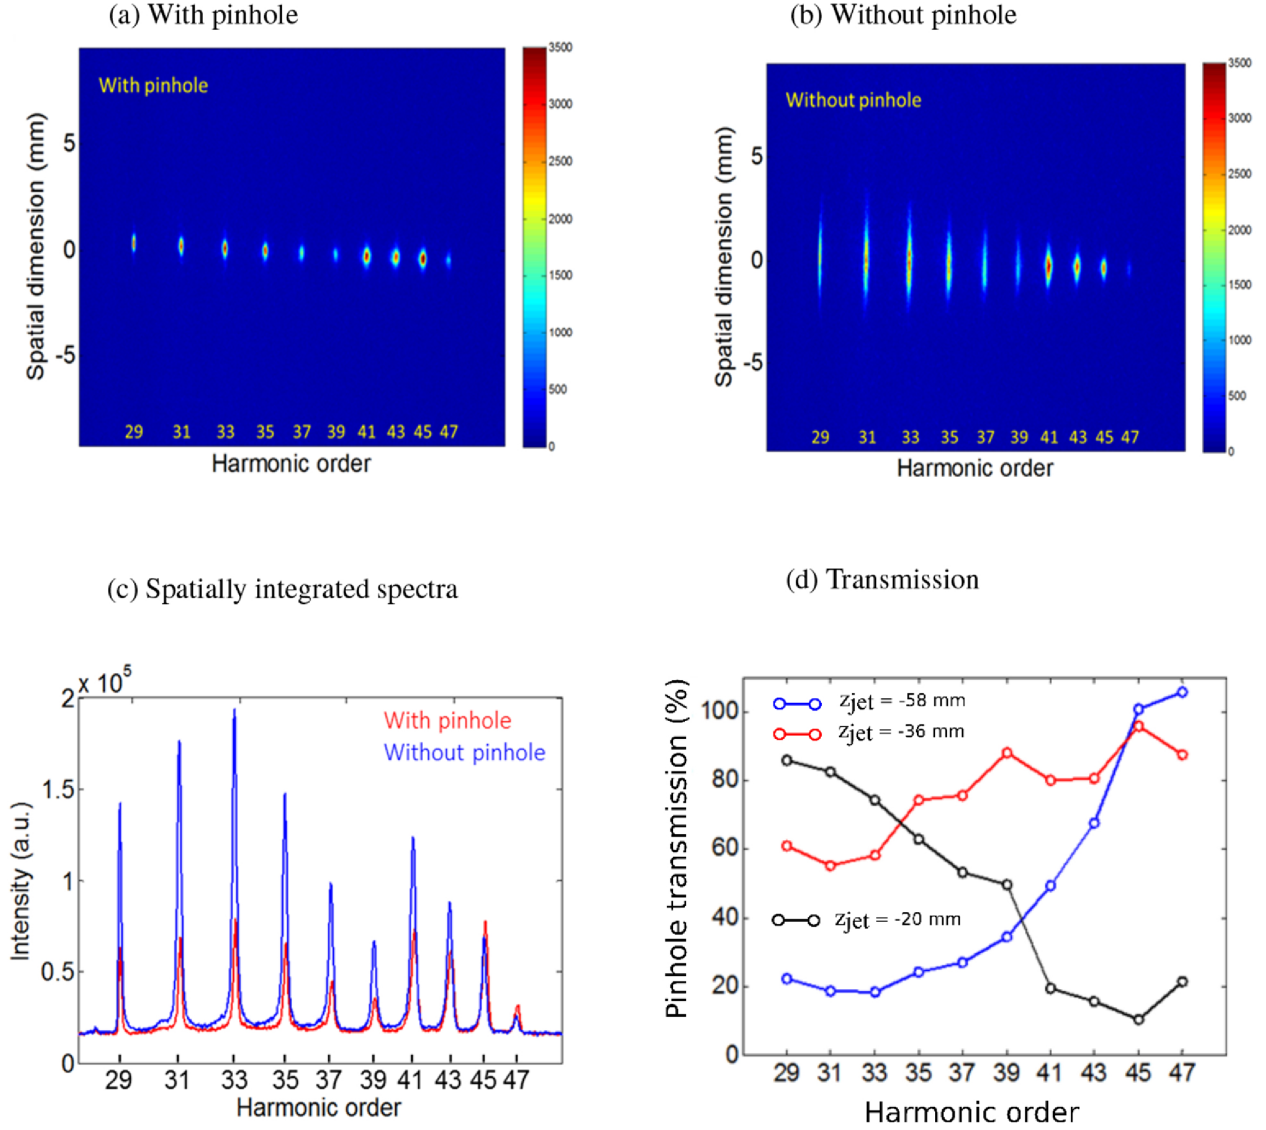 (a) With pinhole
With pinhole
Spatial dimension (mm)
5
0
-5
29 31 33 35 37 39 41 43 45 47
Harmonic order
3500
3000
2500
2000
1500
1000
500
0
(b) Without pinhole
Without pinhole
Spatial dimension (mm)
5
0
-5
29 31 33 35 37 39 41 43 45 47
Harmonic order
3500
3000
2500
2000
1500
1000
500
0
(c) Spatially integrated spectra
x 10⁵
2
1.5
1
0.5
0
Intensity (a.u.)
With pinhole
Without pinhole
29 31 33 35 37 39 41 43 45 47
Harmonic order
(d) Transmission
Pinhole transmission (%)
100
80
60
40
20
0
zjet = -58 mm
zjet = -36 mm
zjet = -20 mm
29 31 33 35 37 39 41 43 45 47
Harmonic order